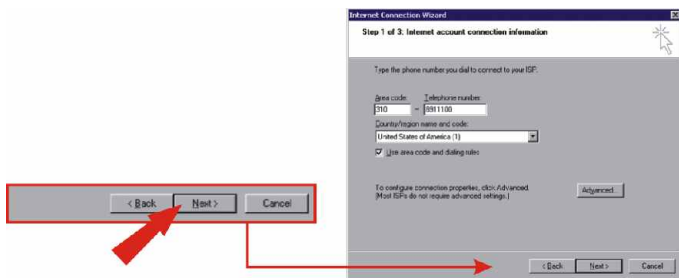 Internet Connection Wizard
Step 1 of 3: Internet account connection information
Type the phone number you dial to connect to your ISP.
Area code: Telephone number:
310 - 8911100
Country/region name and code:
United States of America (1)
Use area code and dialing rules
To configure connection properties, click Advanced.
(Most ISPs do not require advanced settings.)
Advanced...
< Back Next > Cancel
< Back Next > Cancel